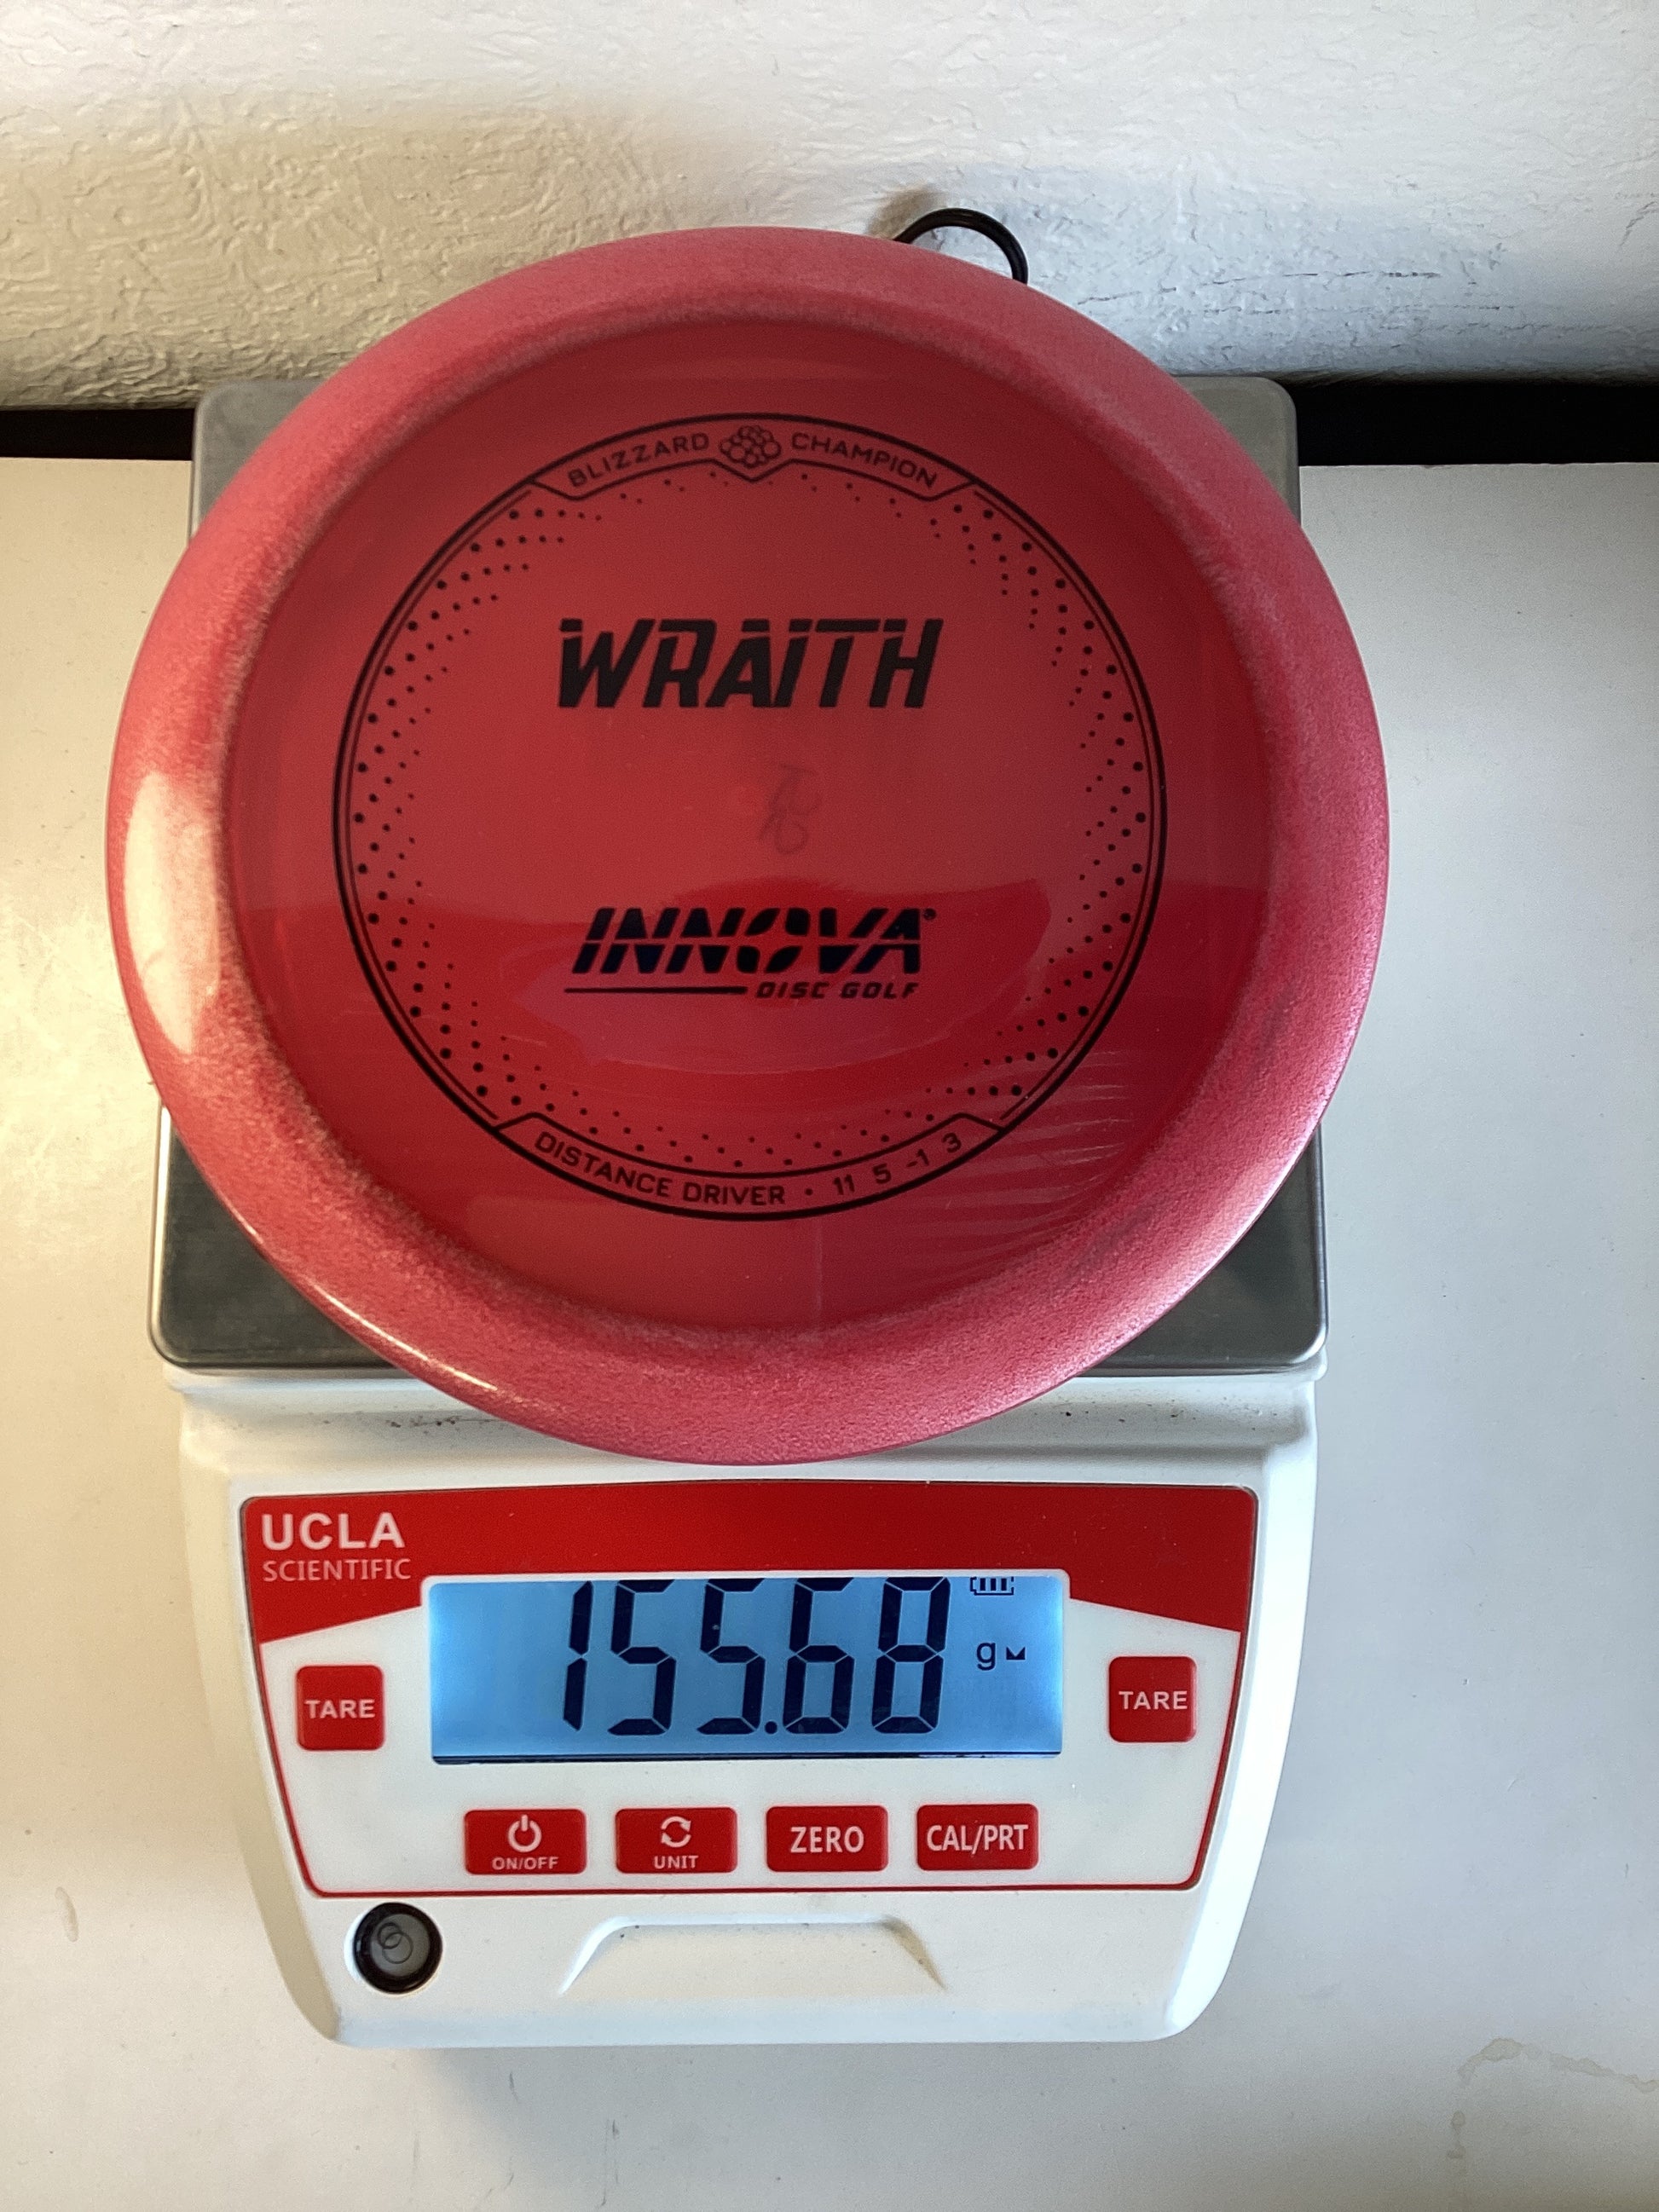 BLIZZARD CHAMPION
WRAITH
INNOVA®
DISC GOLF
DISTANCE DRIVER · 11 5 -1 3
UCLA
SCIENTIFIC
155.68 g
TARE
TARE
ON/OFF
UNIT
ZERO
CAL/PRT